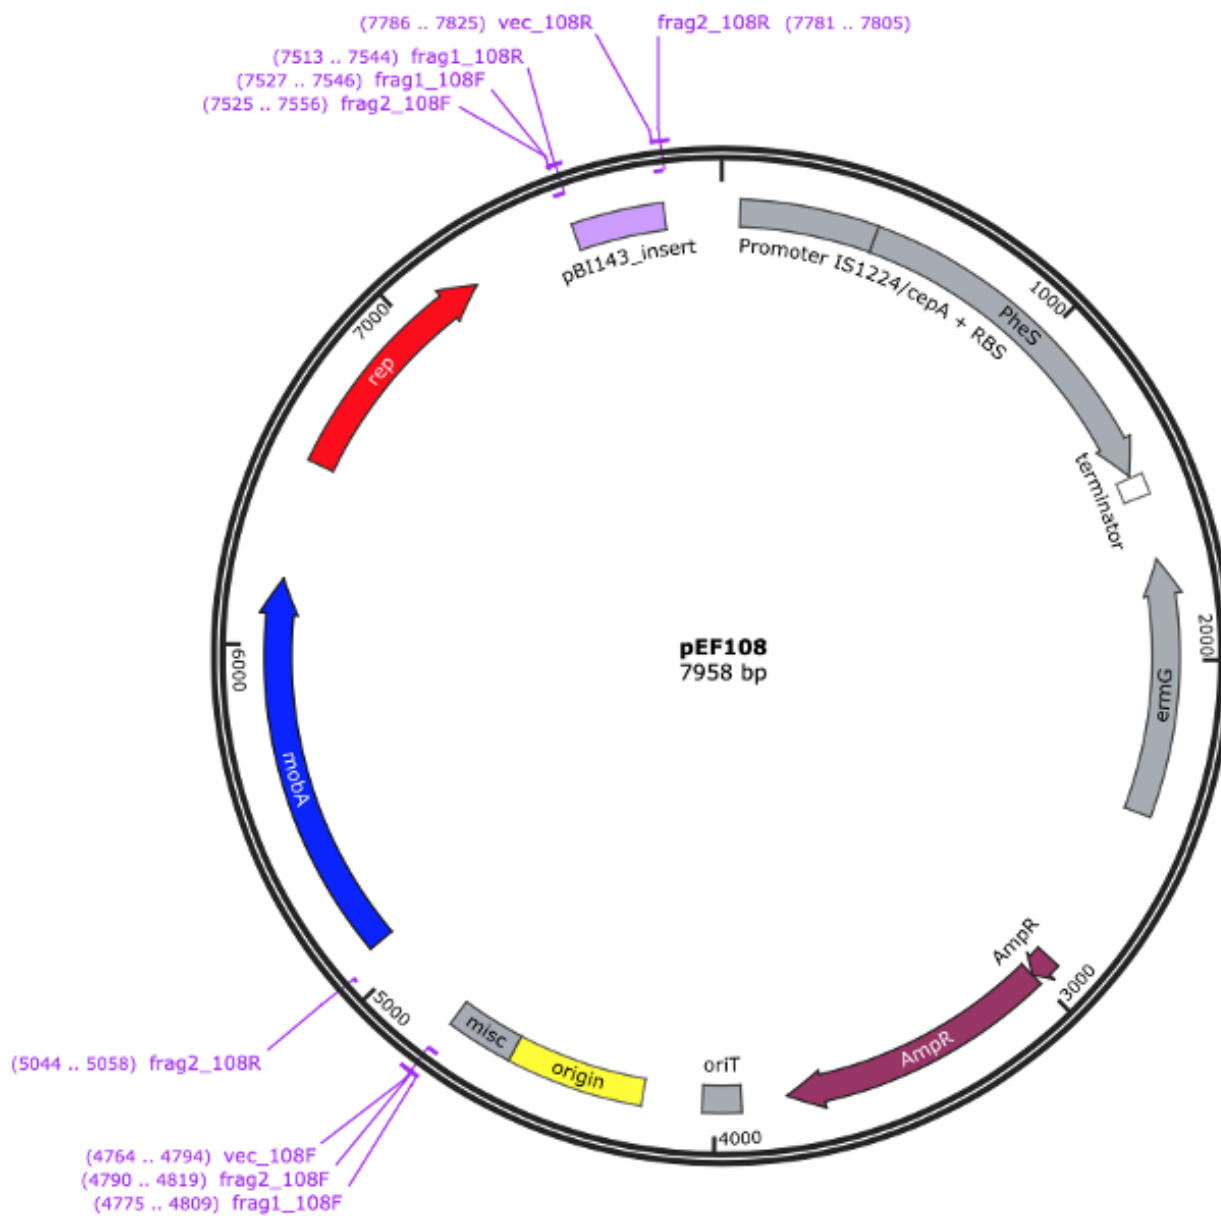 (7786 .. 7825) vec_108R
frag2_108R (7781 .. 7805)
(7513 .. 7544) frag1_108R
(7527 .. 7546) frag1_108F
(7525 .. 7556) frag2_108F
pBI143_insert
Promoter IS1224/cepA + RBS
PheS
1000
7000
rep
terminator
2000
6000
pEF108
7958 bp
ermG
mobA
AmpR
3000
5000
misc
origin
oriT
AmpR
(5044 .. 5058) frag2_108R
4000
(4764 .. 4794) vec_108F
(4790 .. 4819) frag2_108F
(4775 .. 4809) frag1_108F